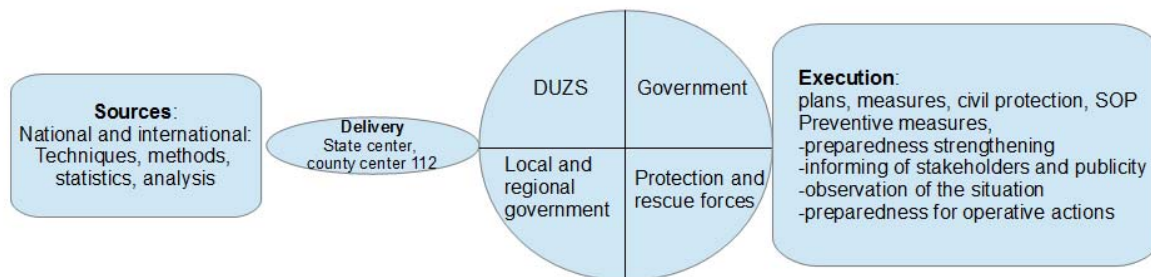 Sources:
National and international:
Techniques, methods,
statistics, analysis
Delivery
State center,
county center 112
DUZS
Government
Local and
regional
government
Protection and
rescue forces
Execution:
plans, measures, civil protection, SOP
Preventive measures,
-preparedness strengthening
-informing of stakeholders and publicity
-observation of the situation
-preparedness for operative actions